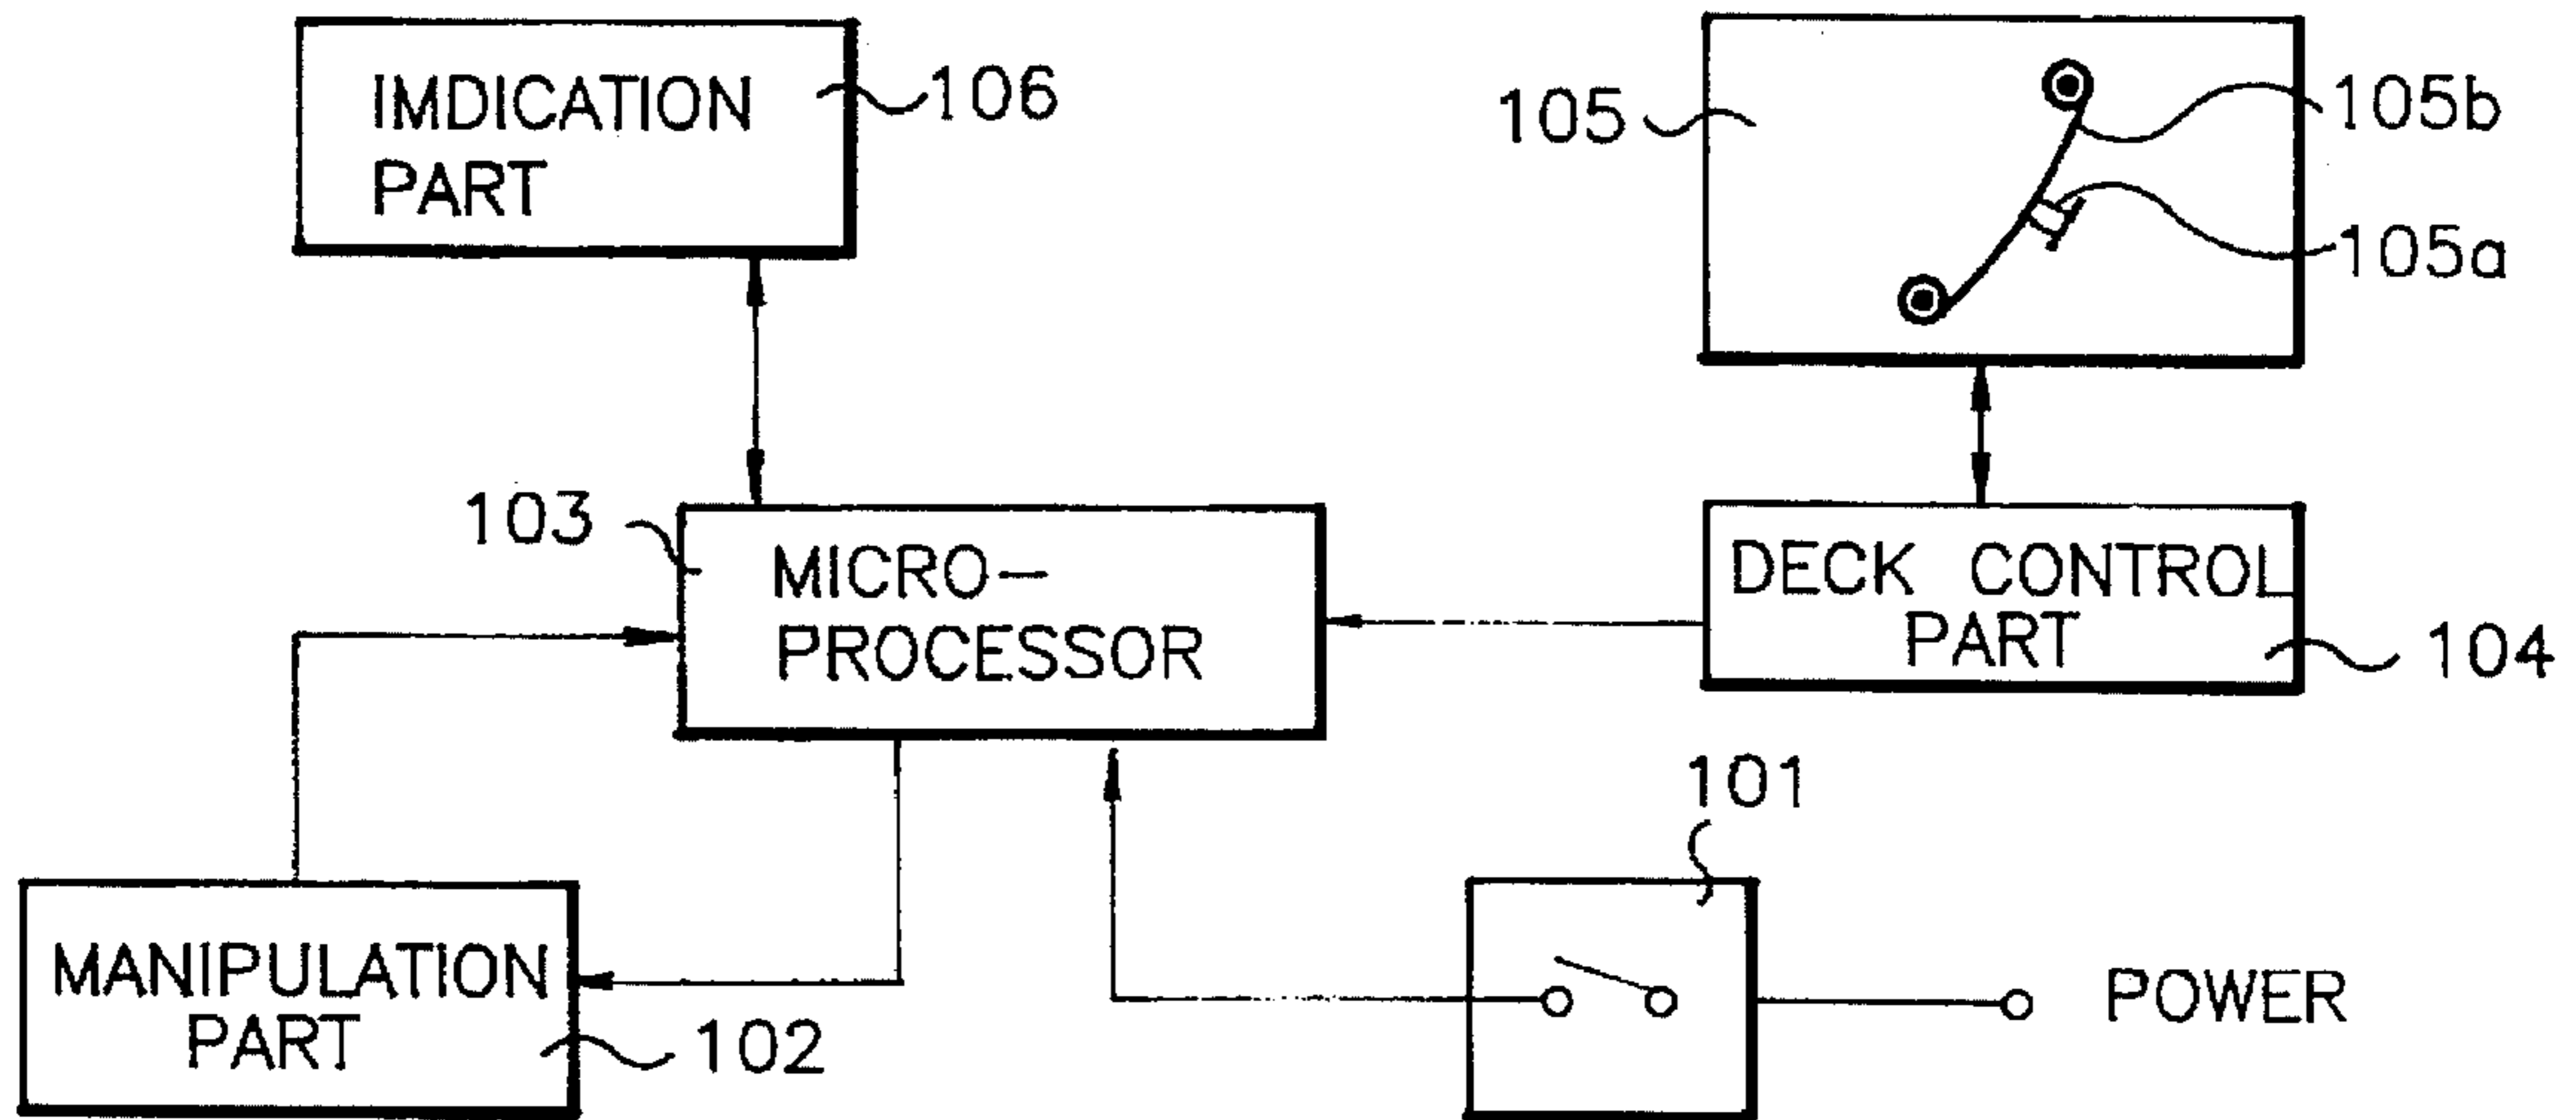 IMDICATION
PART
106
105
105b
105a
103
MICRO-
PROCESSOR
DECK CONTROL
PART
104
101
MANIPULATION
PART
102
POWER